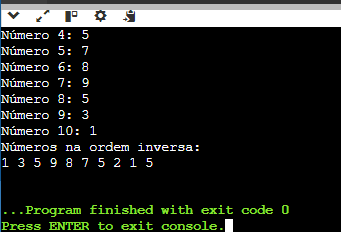 Número 4: 5
Número 5: 7
Número 6: 8
Número 7: 9
Número 8: 5
Número 9: 3
Número 10: 1
Números na ordem inversa:
1 3 5 9 8 7 5 2 1 5
...Program finished with exit code 0
Press ENTER to exit console.